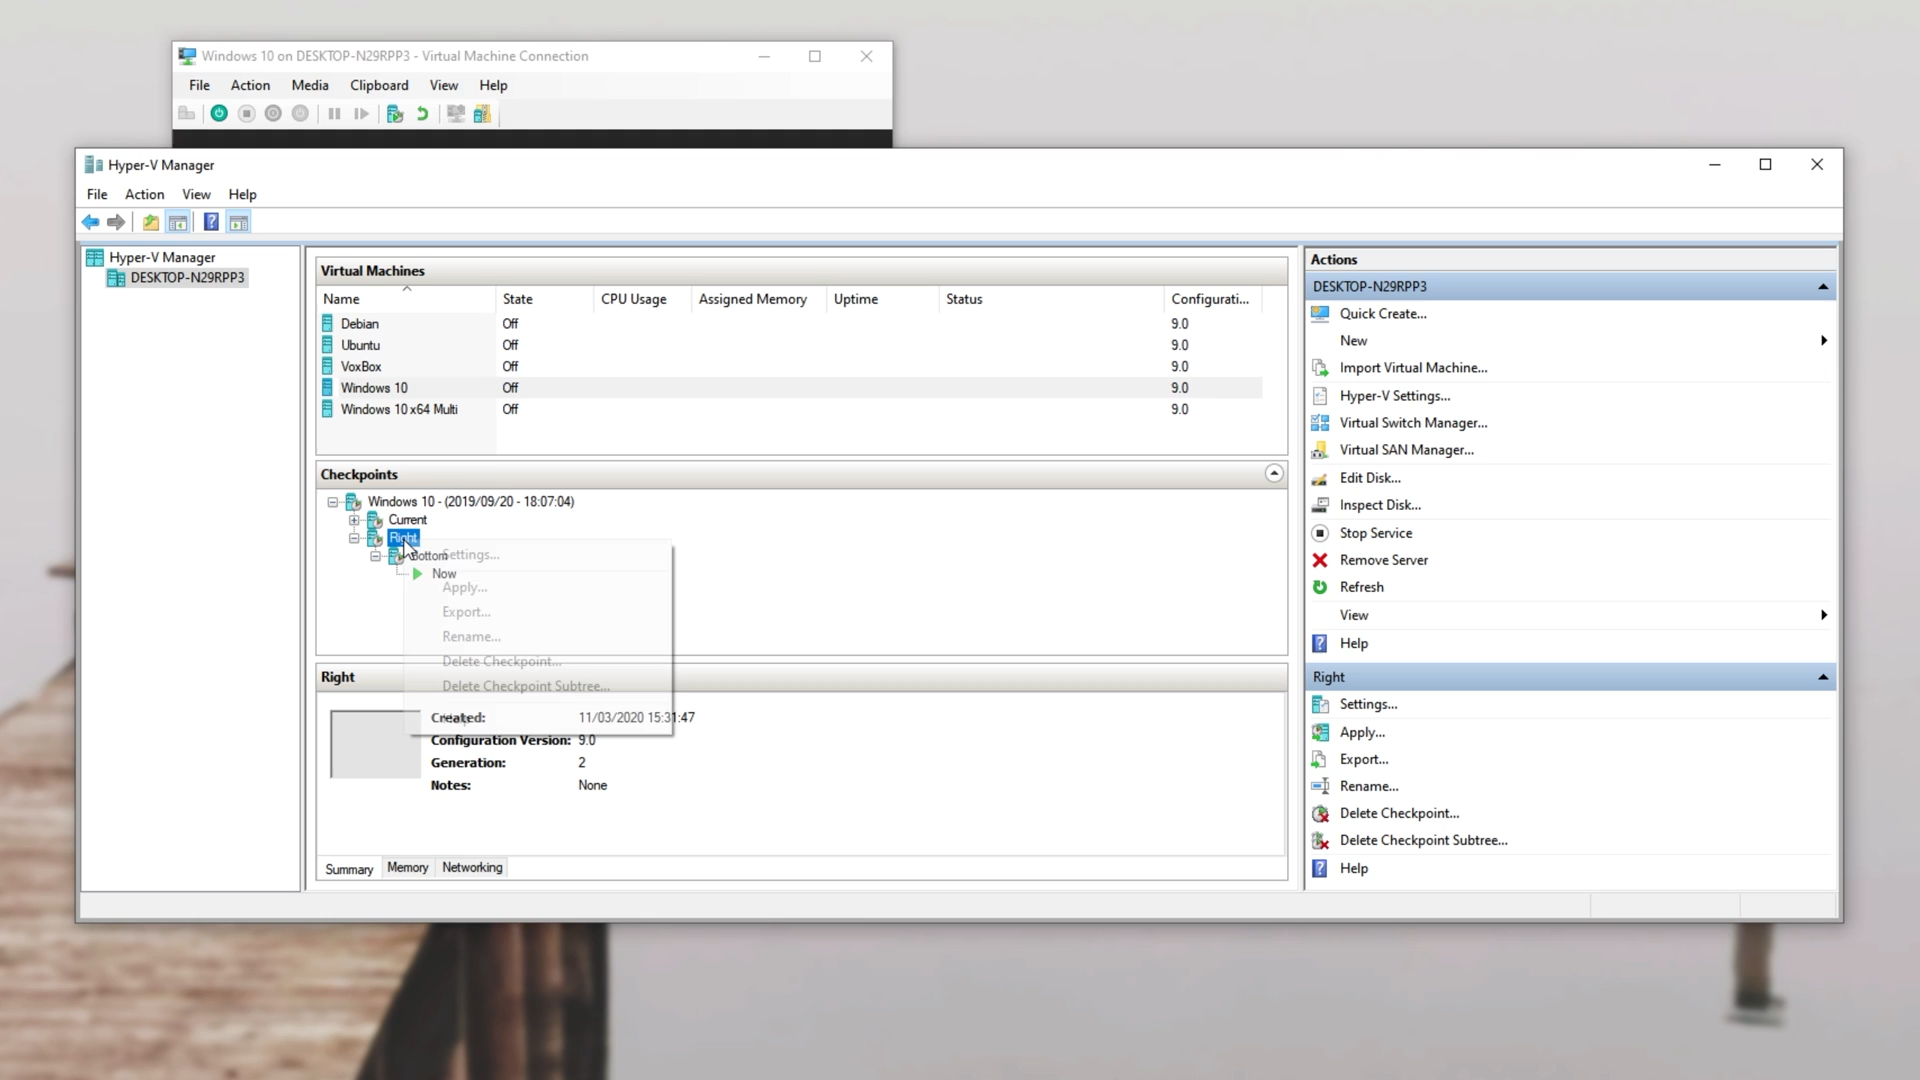 Windows 10 on DESKTOP-N29RPP3 - Virtual Machine Connection
File Action Media Clipboard View Help
Hyper-V Manager
File Action View Help
Hyper-V Manager
DESKTOP-N29RPP3
Virtual Machines
Name State CPU Usage Assigned Memory Uptime Status Configurati...
Debian Off 9.0
Ubuntu Off 9.0
VoxBox Off 9.0
Windows 10 Off 9.0
Windows 10 x64 Multi Off 9.0
Checkpoints
Windows 10 - (2019/09/20 - 18:07:04)
Current
Right
Bottom
Now
Settings...
Apply...
Export...
Rename...
Delete Checkpoint...
Delete Checkpoint Subtree...
Right
Created: 11/03/2020 15:31:47
Configuration Version: 9.0
Generation: 2
Notes: None
Summary Memory Networking
Actions
DESKTOP-N29RPP3
Quick Create...
New
Import Virtual Machine...
Hyper-V Settings...
Virtual Switch Manager...
Virtual SAN Manager...
Edit Disk...
Inspect Disk...
Stop Service
Remove Server
Refresh
View
Help
Right
Settings...
Apply...
Export...
Rename...
Delete Checkpoint...
Delete Checkpoint Subtree...
Help